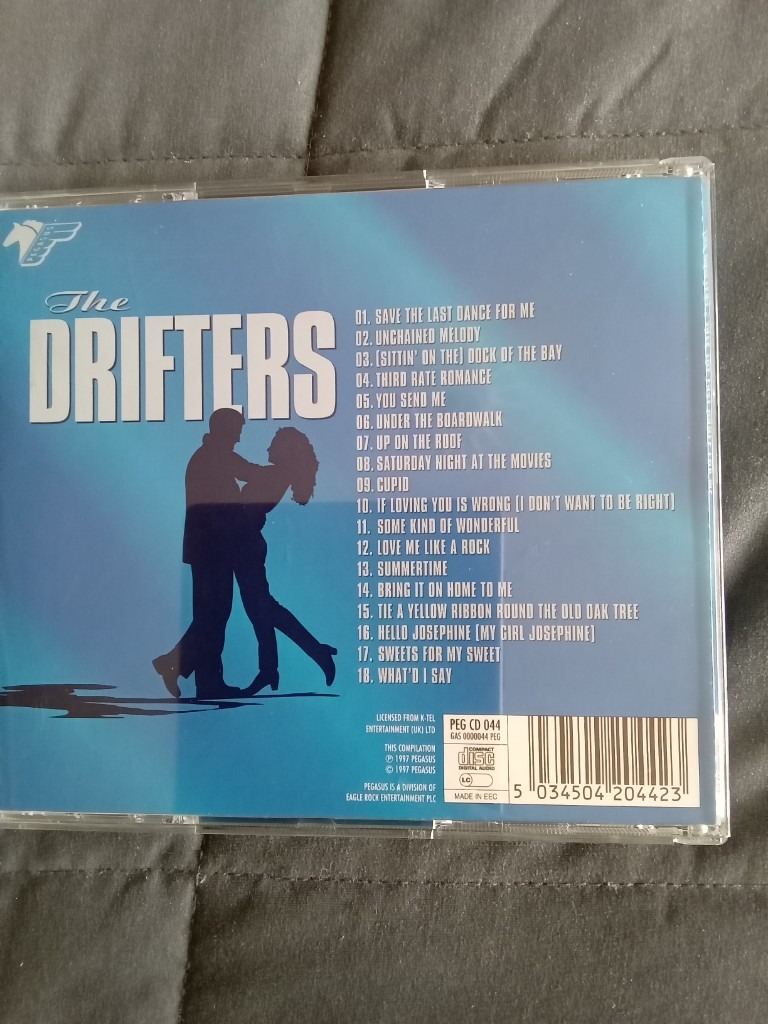 PEGASUS
The
DRIFTERS
01. SAVE THE LAST DANCE FOR ME
02. UNCHAINED MELODY
03. (SITTIN' ON THE) DOCK OF THE BAY
04. THIRD RATE ROMANCE
05. YOU SEND ME
06. UNDER THE BOARDWALK
07. UP ON THE ROOF
08. SATURDAY NIGHT AT THE MOVIES
09. CUPID
10. IF LOVING YOU IS WRONG (I DON'T WANT TO BE RIGHT)
11. SOME KIND OF WONDERFUL
12. LOVE ME LIKE A ROCK
13. SUMMERTIME
14. BRING IT ON HOME TO ME
15. TIE A YELLOW RIBBON ROUND THE OLD OAK TREE
16. HELLO JOSEPHINE (MY GIRL JOSEPHINE)
17. SWEETS FOR MY SWEET
18. WHAT'D I SAY
LICENSED FROM K-TEL
ENTERTAINMENT (UK) LTD
THIS COMPILATION
℗ 1997 PEGASUS
© 1997 PEGASUS
PEGASUS IS A DIVISION OF
EAGLE ROCK ENTERTAINMENT PLC
PEG CD 044
GAS 0000044 PEG
COMPACT
disc
DIGITAL AUDIO
LC
MADE IN EEC
5 034504 204423